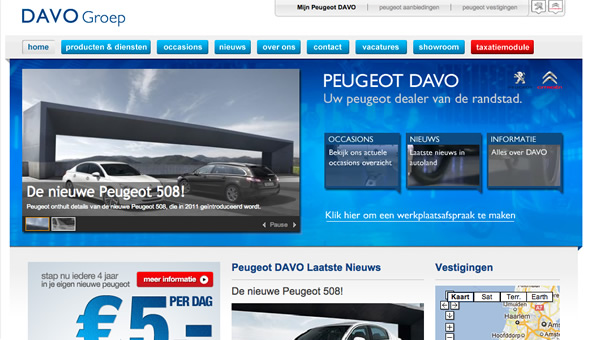 DAVO Groep
Mijn Peugeot DAVO
peugeot aanbiedingen
peugeot vestigingen
home
producten & diensten
occasions
nieuws
over ons
contact
vacatures
showroom
taxatiemodule
PEUGEOT DAVO
Uw peugeot dealer van de randstad.
OCCASIONS
Bekijk ons actuele
occasions overzicht
NIEUWS
Laatste nieuws in
autoland
INFORMATIE
Alles over DAVO
De nieuwe Peugeot 508!
Peugeot onthult details van de nieuwe Peugeot 508, die in 2011 geïntroduceerd wordt.
Pause
Klik hier om een werkplaatsafspraak te maken
stap nu iedere 4 jaar
in je eigen nieuwe peugeot
meer informatie
€5,-
PER DAG
Peugeot DAVO Laatste Nieuws
De nieuwe Peugeot 508!
Vestigingen
Kaart
Sat
Terr.
Earth
IJmuiden
Haarlem
Hoofddorp
Amst